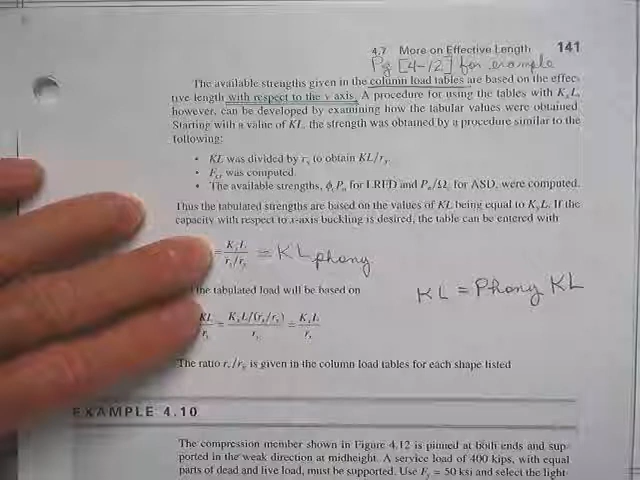 4.7 More on Effective Length 141
Pg [4-12] for example
The available strengths given in the column load tables are based on the effec-
tive length with respect to the y axis. A procedure for using the tables with KxL,
however, can be developed by examining how the tabular values were obtained.
Starting with a value of KL, the strength was obtained by a procedure similar to the
following:
• KL was divided by ry to obtain KL/ry.
• Fcr was computed.
• The available strengths, ϕcPn for LRFD and Pn/Ωc for ASD, were computed.
Thus the tabulated strengths are based on the values of KL being equal to KyL. If the
capacity with respect to x-axis buckling is desired, the table can be entered with
= KxL / rx/ry = KL phony
KL = Phony KL
the tabulated load will be based on
KL / ry = KxL/(rx/ry) / ry = KxL / rx
The ratio rx/ry is given in the column load tables for each shape listed
EXAMPLE 4.10
The compression member shown in Figure 4.12 is pinned at both ends and sup-
ported in the weak direction at midheight. A service load of 400 kips, with equal
parts of dead and live load, must be supported. Use Fy = 50 ksi and select the light-